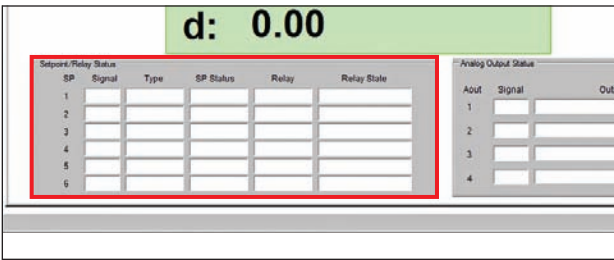 d: 0.00
Setpoint/Relay Status
SP Signal Type SP Status Relay Relay State
1
2
3
4
5
6
Analog Output Status
Aout Signal Out
1
2
3
4